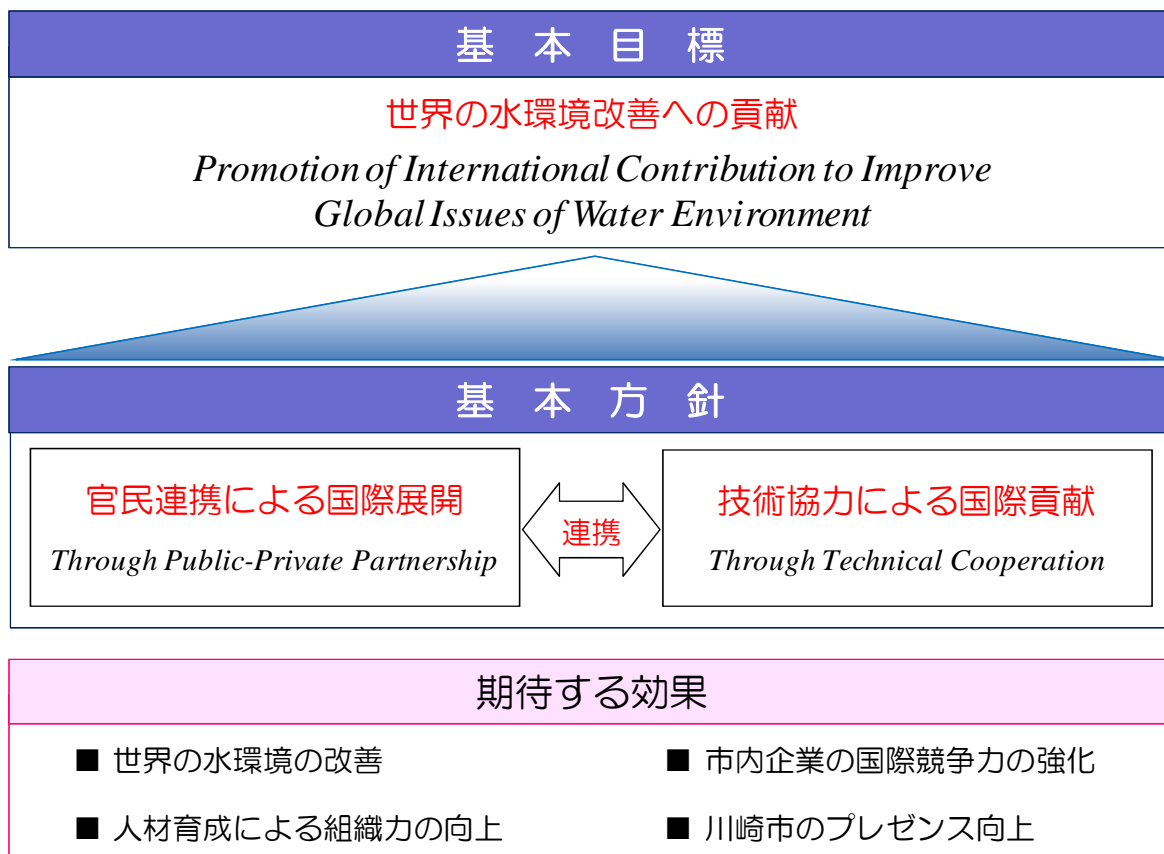 基本目標
世界の水環境改善への貢献
Promotion of International Contribution to Improve
Global Issues of Water Environment
基本方針
官民連携による国際展開
Through Public-Private Partnership
連携
技術協力による国際貢献
Through Technical Cooperation
期待する効果
■ 世界の水環境の改善
■ 市内企業の国際競争力の強化
■ 人材育成による組織力の向上
■ 川崎市のプレゼンス向上